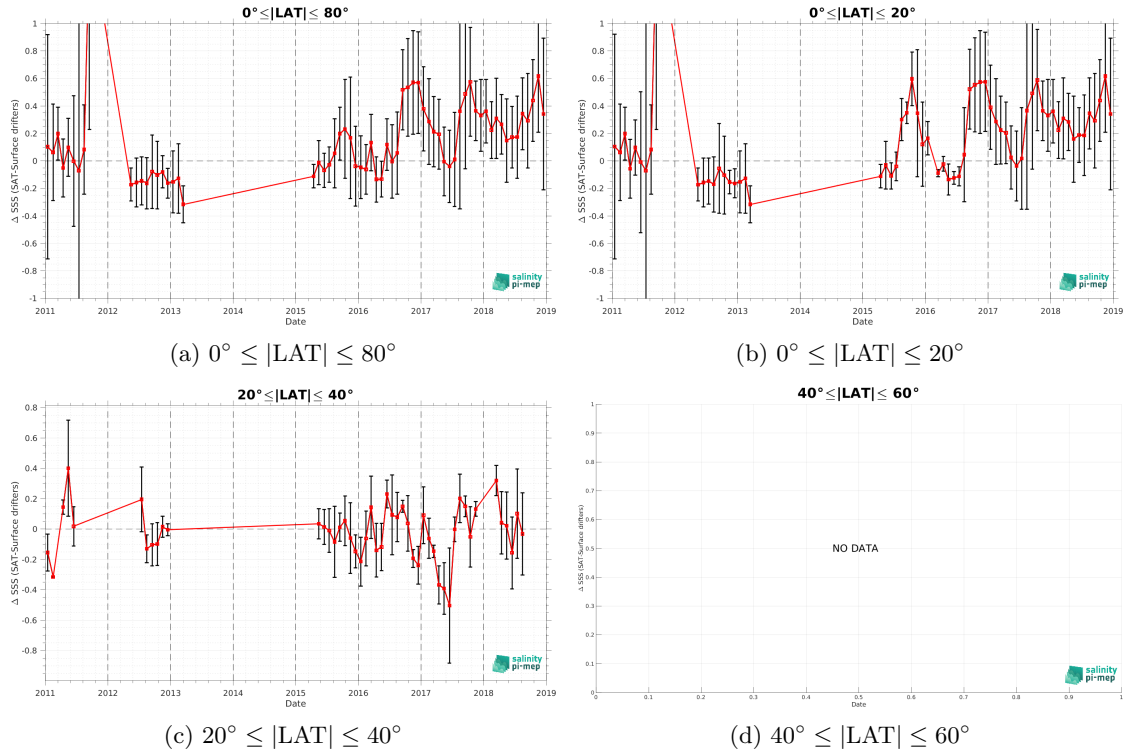 0°≤|LAT|≤ 80°
1
0.8
0.6
0.4
0.2
0
-0.2
-0.4
-0.6
-0.8
-1
Δ SSS (SAT-Surface drifters)
2011 2012 2013 2014 2015 2016 2017 2018 2019
Date
salinity
pi-mep
(a) 0° ≤ |LAT| ≤ 80°
0°≤|LAT|≤ 20°
1
0.8
0.6
0.4
0.2
0
-0.2
-0.4
-0.6
-0.8
-1
Δ SSS (SAT-Surface drifters)
2011 2012 2013 2014 2015 2016 2017 2018 2019
Date
salinity
pi-mep
(b) 0° ≤ |LAT| ≤ 20°
20°≤|LAT|≤ 40°
0.8
0.6
0.4
0.2
0
-0.2
-0.4
-0.6
-0.8
Δ SSS (SAT-Surface drifters)
2011 2012 2013 2014 2015 2016 2017 2018 2019
Date
salinity
pi-mep
(c) 20° ≤ |LAT| ≤ 40°
40°≤|LAT|≤ 60°
1
0.9
0.8
0.7
0.6
0.5
0.4
0.3
0.2
0.1
0
Δ SSS (SAT-Surface drifters)
NO DATA
0 0.1 0.2 0.3 0.4 0.5 0.6 0.7 0.8 0.9 1
Date
salinity
pi-mep
(d) 40° ≤ |LAT| ≤ 60°